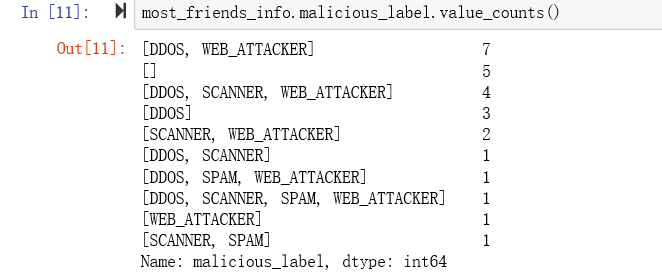 In [11]: most_friends_info.malicious_label.value_counts()
Out[11]: [DDOS, WEB_ATTACKER] 7
[] 5
[DDOS, SCANNER, WEB_ATTACKER] 4
[DDOS] 3
[SCANNER, WEB_ATTACKER] 2
[DDOS, SCANNER] 1
[DDOS, SPAM, WEB_ATTACKER] 1
[DDOS, SCANNER, SPAM, WEB_ATTACKER] 1
[WEB_ATTACKER] 1
[SCANNER, SPAM] 1
Name: malicious_label, dtype: int64